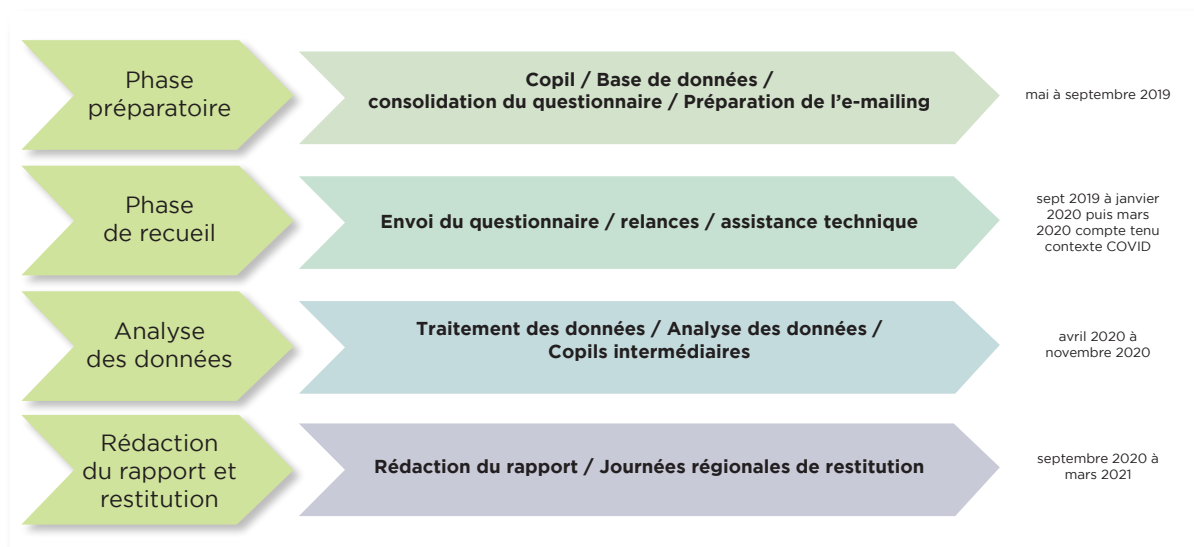 Phase
préparatoire
Copil / Base de données /
consolidation du questionnaire / Préparation de l'e-mailing
mai à septembre 2019
Phase
de recueil
Envoi du questionnaire / relances / assistance technique
sept 2019 à janvier
2020 puis mars
2020 compte tenu
contexte COVID
Analyse
des données
Traitement des données / Analyse des données /
Copils intermédiaires
avril 2020 à
novembre 2020
Rédaction
du rapport et
restitution
Rédaction du rapport / Journées régionales de restitution
septembre 2020 à
mars 2021